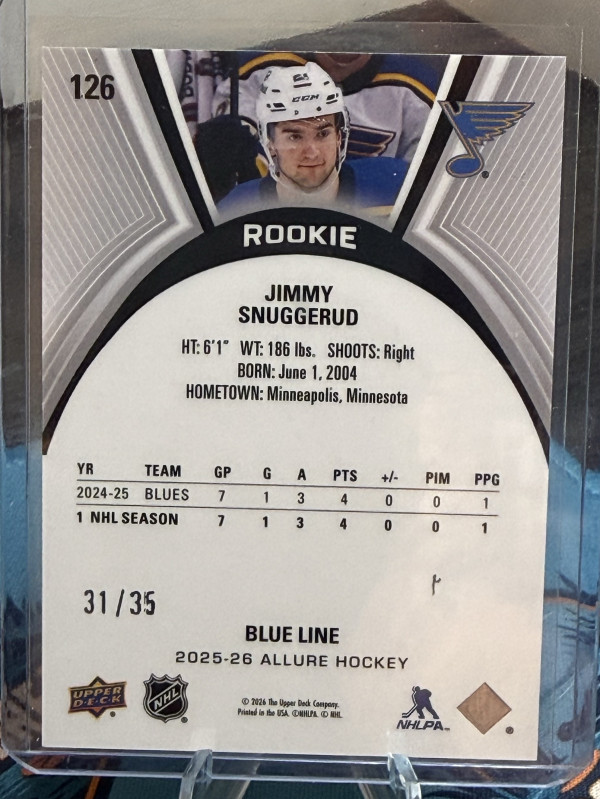 126
CCM
ROOKIE
JIMMY
SNUGGERUD
HT: 6'1" WT: 186 lbs. SHOOTS: Right
BORN: June 1, 2004
HOMETOWN: Minneapolis, Minnesota
YR TEAM GP G A PTS +/- PIM PPG
2024-25 BLUES 7 1 3 4 0 0 1
1 NHL SEASON 7 1 3 4 0 0 1
31/35
BLUE LINE
2025-26 ALLURE HOCKEY
UPPER DECK
NHL
© 2026 The Upper Deck Company.
Printed in the USA. ©NHLPA. © NHL.
NHLPA